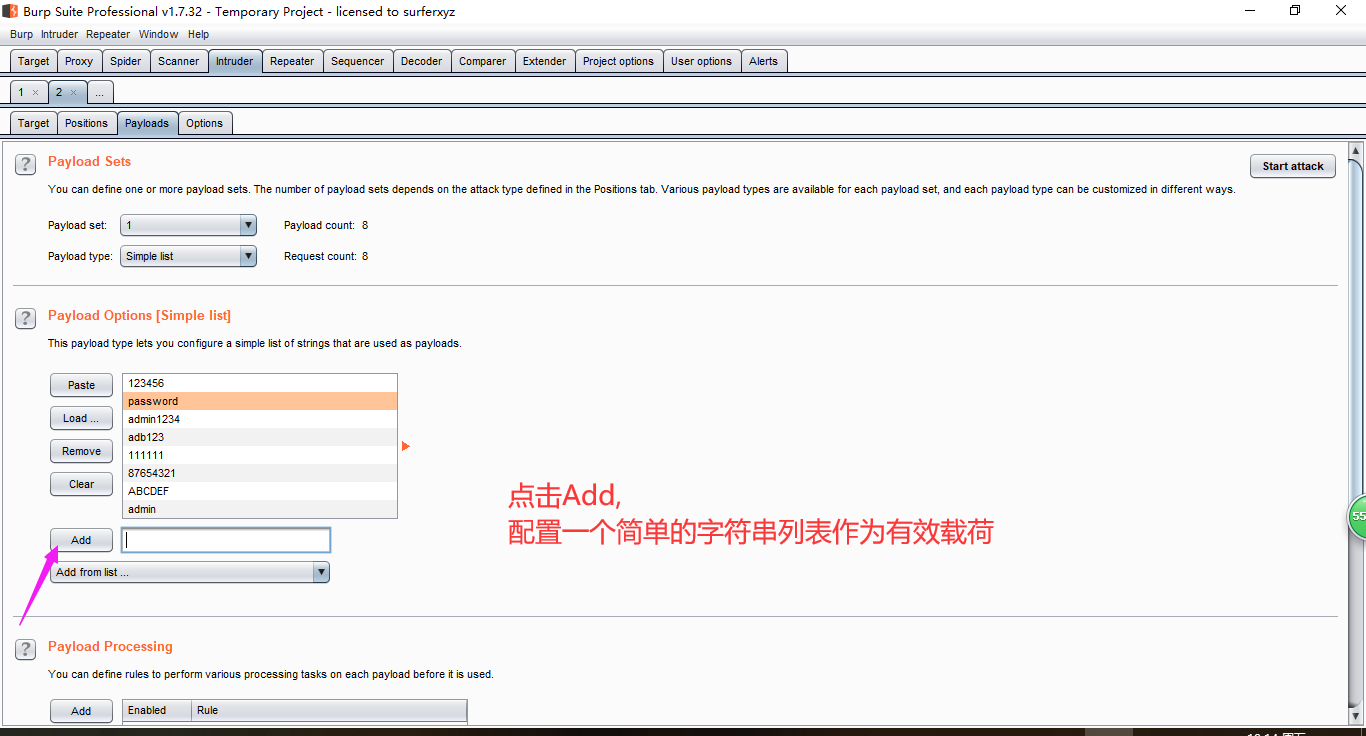 Burp Suite Professional v1.7.32 - Temporary Project - licensed to surferxyz
Burp Intruder Repeater Window Help
Target Proxy Spider Scanner Intruder Repeater Sequencer Decoder Comparer Extender Project options User options Alerts
1 × 2 × ...
Target Positions Payloads Options
? Payload Sets
Start attack
You can define one or more payload sets. The number of payload sets depends on the attack type defined in the Positions tab. Various payload types are available for each payload set, and each payload type can be customized in different ways.
Payload set: 1 Payload count: 8
Payload type: Simple list Request count: 8
? Payload Options [Simple list]
This payload type lets you configure a simple list of strings that are used as payloads.
Paste
Load ...
Remove
Clear
123456
password
admin1234
adb123
111111
87654321
ABCDEF
admin
点击Add,
配置一个简单的字符串列表作为有效载荷
Add
Add from list ...
55
? Payload Processing
You can define rules to perform various processing tasks on each payload before it is used.
Add Enabled Rule